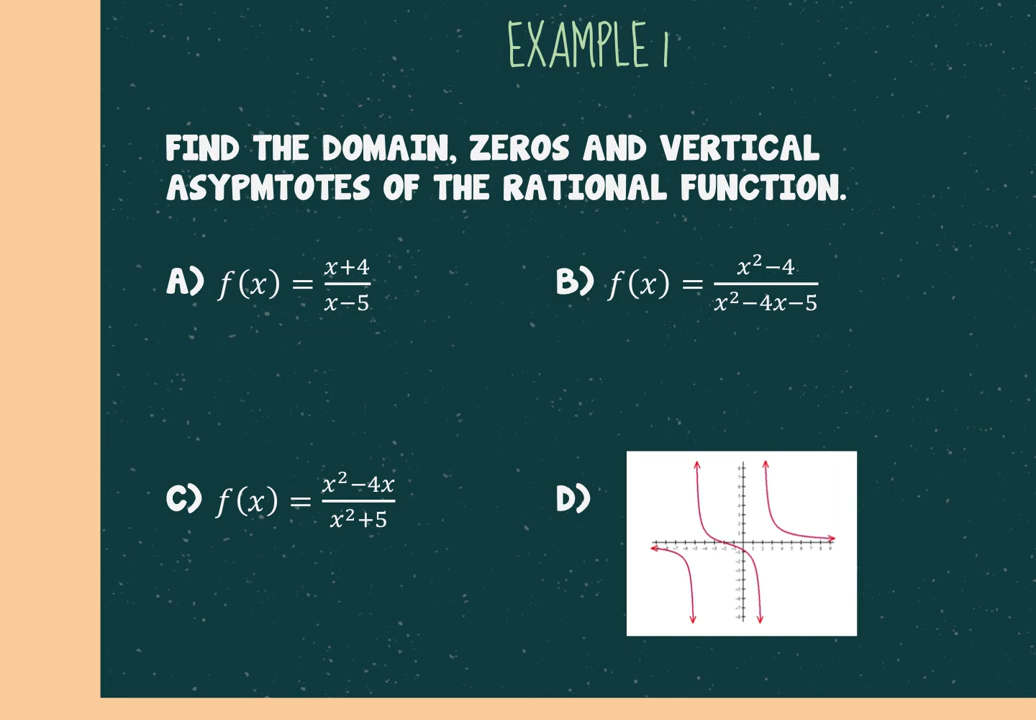 EXAMPLE 1
FIND THE DOMAIN, ZEROS AND VERTICAL
ASYPMTOTES OF THE RATIONAL FUNCTION.
A) f(x) = (x+4)/(x−5)
B) f(x) = (x²−4)/(x²−4x−5)
C) f(x) = (x²−4x)/(x²+5)
D)